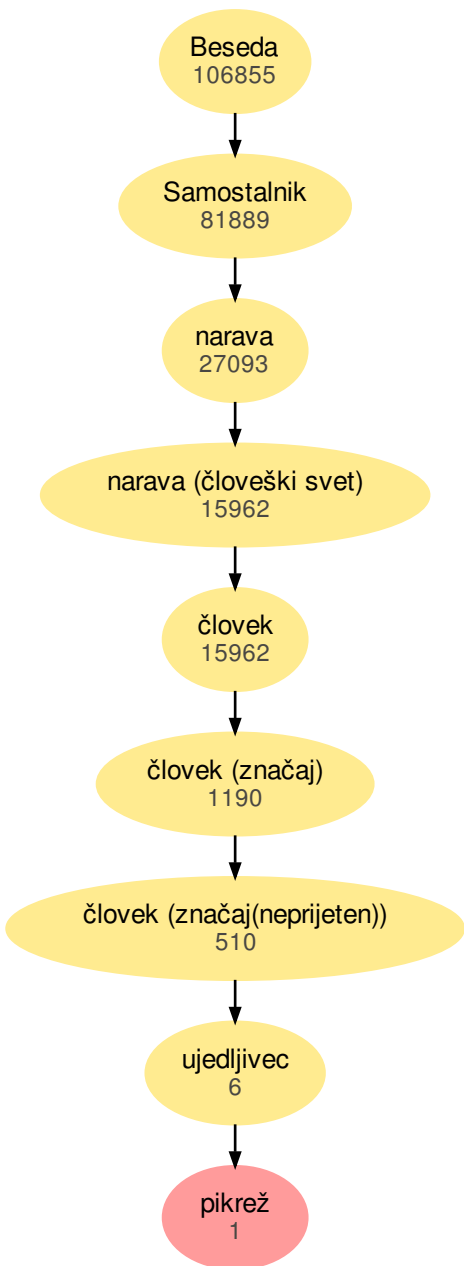 Beseda
106855
Samostalnik
81889
narava
27093
narava (človeški svet)
15962
človek
15962
človek (značaj)
1190
človek (značaj(neprijeten))
510
ujedljivec
6
pikrež
1